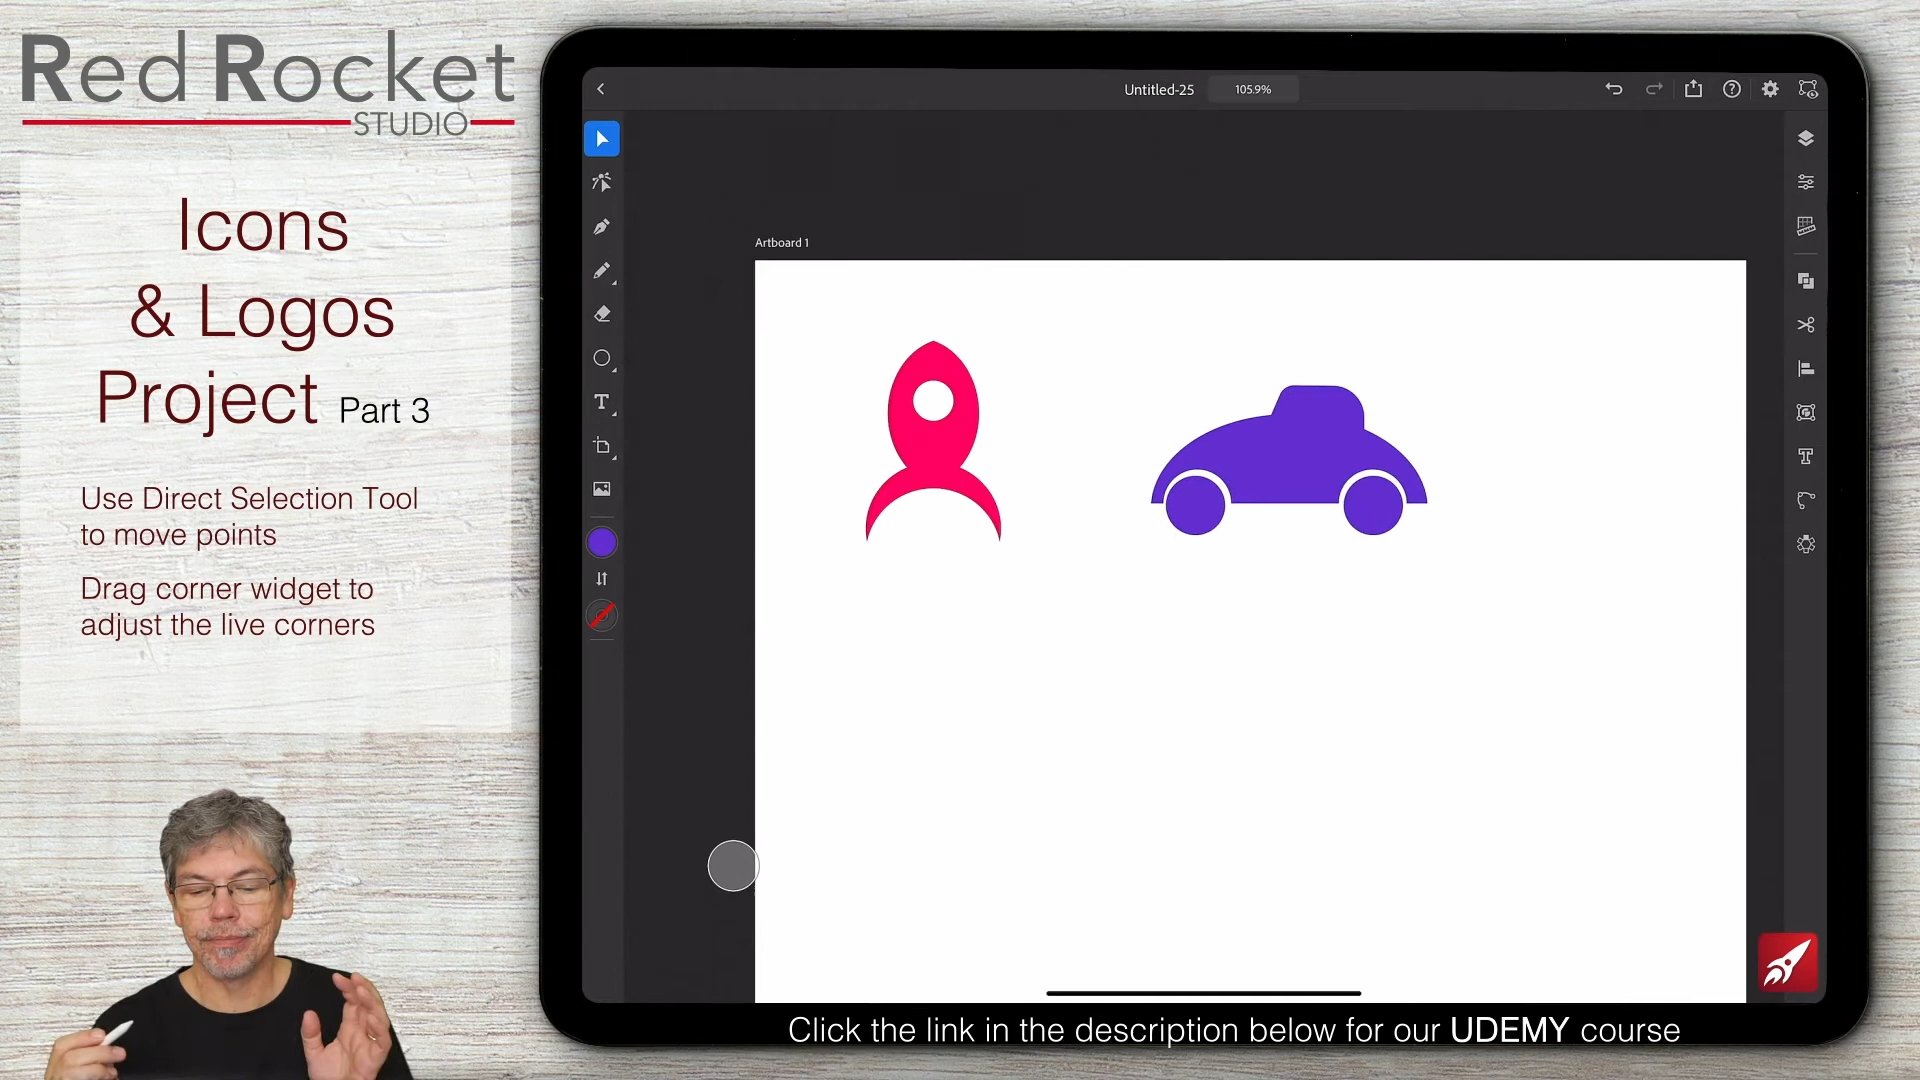 Red Rocket
STUDIO
Icons
& Logos
Project Part 3
Use Direct Selection Tool
to move points
Drag corner widget to
adjust the live corners
Untitled-25
105.9%
Artboard 1
Click the link in the description below for our UDEMY course